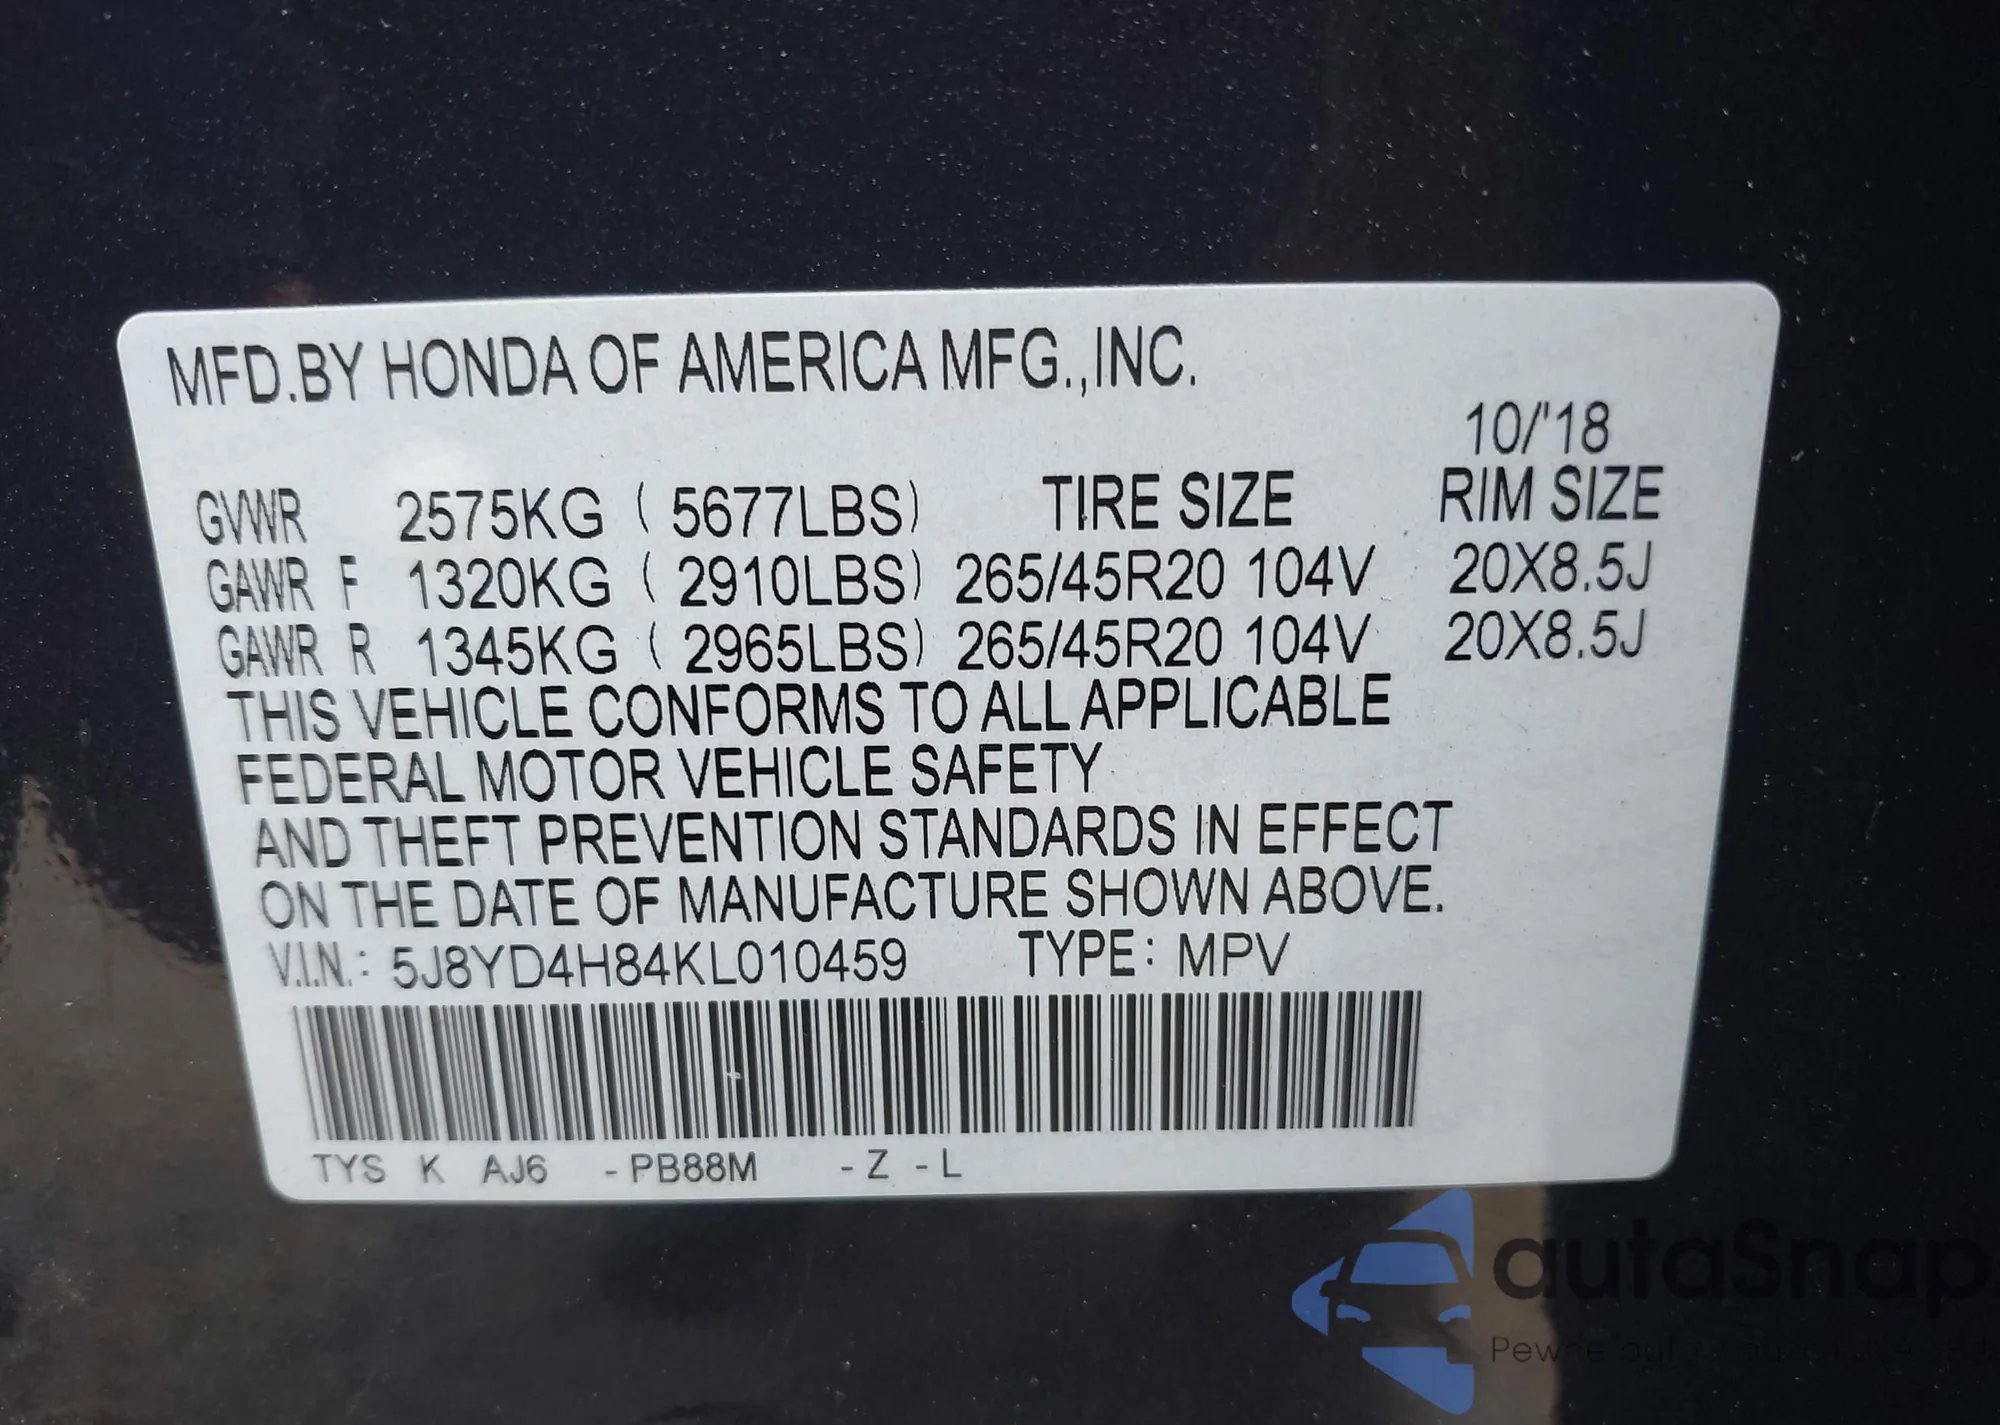 MFD.BY HONDA OF AMERICA MFG.,INC.
10/'18
GVWR 2575KG ( 5677LBS) TIRE SIZE RIM SIZE
GAWR F 1320KG ( 2910LBS) 265/45R20 104V 20X8.5J
GAWR R 1345KG ( 2965LBS) 265/45R20 104V 20X8.5J
THIS VEHICLE CONFORMS TO ALL APPLICABLE
FEDERAL MOTOR VEHICLE SAFETY
AND THEFT PREVENTION STANDARDS IN EFFECT
ON THE DATE OF MANUFACTURE SHOWN ABOVE.
V.I.N.: 5J8YD4H84KL010459 TYPE: MPV
TYS K AJ6 -PB88M -Z -L
autaSnap